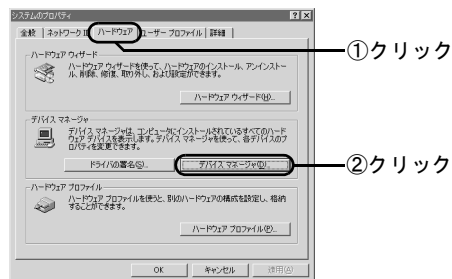 システムのプロパティ
全般 ネットワーク ID ハードウェア ユーザー プロファイル 詳細
①クリック
ハードウェア ウィザード
ハードウェア ウィザードを使って、ハードウェアのインストール、アンインストール、削除、修復、取り外し、および設定ができます。
ハードウェア ウィザード(H)...
デバイス マネージャ
デバイス マネージャは、コンピュータにインストールされているすべてのハード
ウェア デバイスを表示します。デバイス マネージャを使って、各デバイスのプ
ロパティを変更できます。
ドライバの署名(S)...
デバイス マネージャ(D)...
②クリック
ハードウェア プロファイル
ハードウェア プロファイルを使うと、別のハードウェアの構成を設定し、格納
することができます。
ハードウェア プロファイル(P)...
OK キャンセル 適用(A)